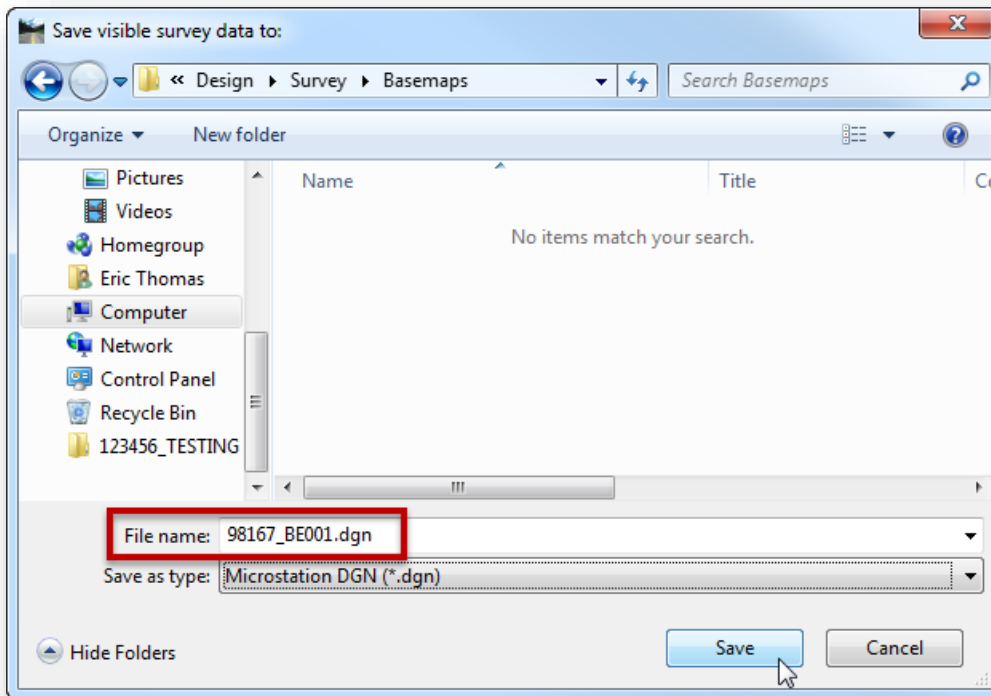 Save visible survey data to:
« Design Survey Basemaps Search Basemaps
Organize New folder
Name Title
Pictures
Videos
No items match your search.
Homegroup
Eric Thomas
Computer
Network
Control Panel
Recycle Bin
123456_TESTING
File name: 98167_BE001.dgn
Save as type: Microstation DGN (*.dgn)
Hide Folders Save Cancel